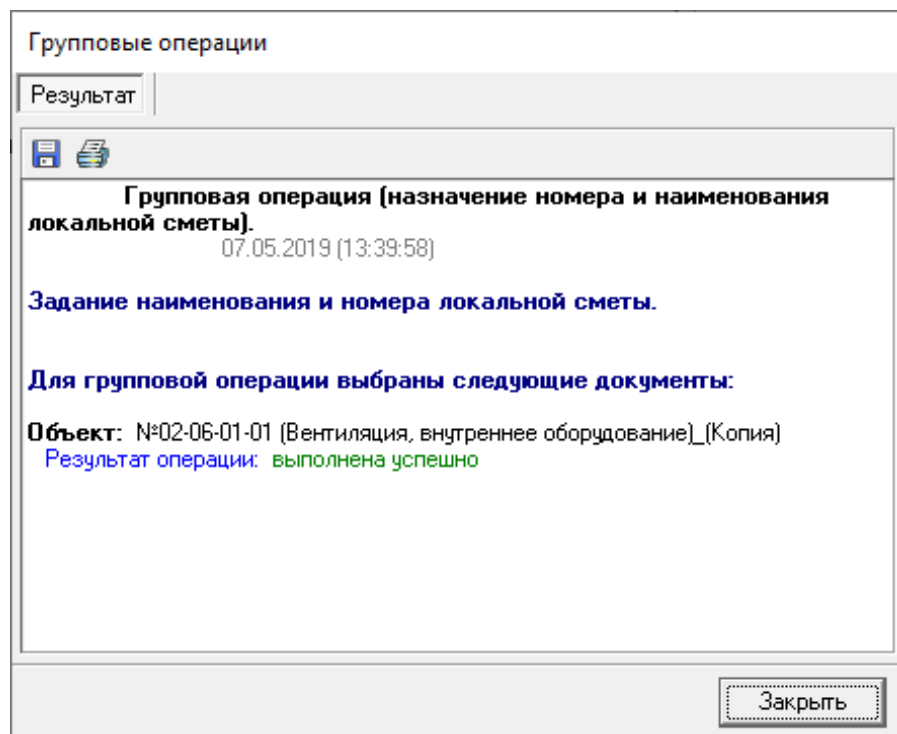 Групповые операции
Результат
Групповая операция (назначение номера и наименования
локальной сметы).
07.05.2019 (13:39:58)
Задание наименования и номера локальной сметы.
Для групповой операции выбраны следующие документы:
Объект: №02-06-01-01 (Вентиляция, внутреннее оборудование)_(Копия)
Результат операции: выполнена успешно
Закрыть